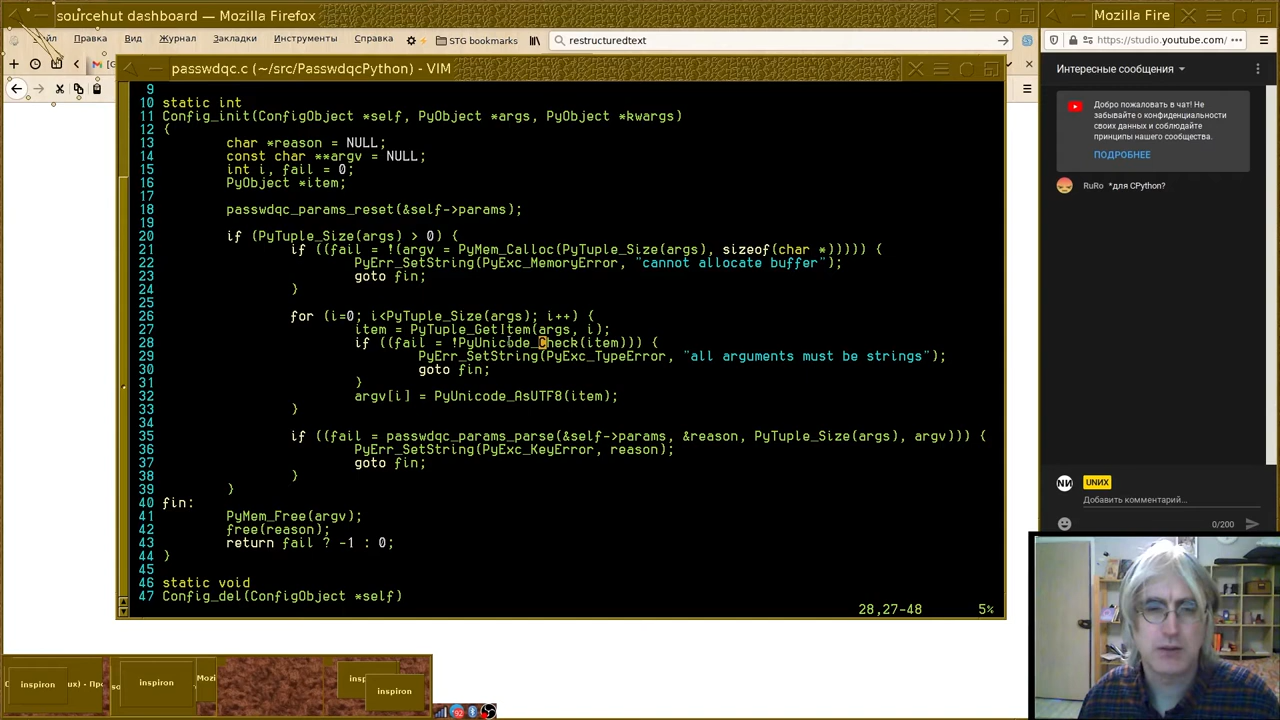 sourcehut dashboard — Mozilla Firefox
Mozilla Fire
Файл Правка Вид Журнал Закладки Инструменты Справка STG bookmarks restructuredtext
https://studio.youtube.com/
passwdqc.c (~/src/PasswdqcPython) - VIM
9
10 static int
11 Config_init(ConfigObject *self, PyObject *args, PyObject *kwargs)
12 {
13 char *reason = NULL;
14 const char **argv = NULL;
15 int i, fail = 0;
16 PyObject *item;
17
18 passwdqc_params_reset(&self->params);
19
20 if (PyTuple_Size(args) > 0) {
21 if ((fail = !(argv = PyMem_Calloc(PyTuple_Size(args), sizeof(char *))))) {
22 PyErr_SetString(PyExc_MemoryError, "cannot allocate buffer");
23 goto fin;
24 }
25
26 for (i=0; i<PyTuple_Size(args); i++) {
27 item = PyTuple_GetItem(args, i);
28 if ((fail = !PyUnicode_Check(item))) {
29 PyErr_SetString(PyExc_TypeError, "all arguments must be strings");
30 goto fin;
31 }
32 argv[i] = PyUnicode_AsUTF8(item);
33 }
34
35 if ((fail = passwdqc_params_parse(&self->params, &reason, PyTuple_Size(args), argv))) {
36 PyErr_SetString(PyExc_KeyError, reason);
37 goto fin;
38 }
39 }
40 fin:
41 PyMem_Free(argv);
42 free(reason);
43 return fail ? -1 : 0;
44 }
45
46 static void
47 Config_del(ConfigObject *self)
28,27-48 5%
Интересные сообщения
Добро пожаловать в чат! Не
забывайте о конфиденциальности
своих данных и соблюдайте
принципы нашего сообщества.
ПОДРОБНЕЕ
RuRo *для CPython?
UNИX
Добавить комментарий...
0/200
inspiron
inspiron
Mozi
inspiron
92